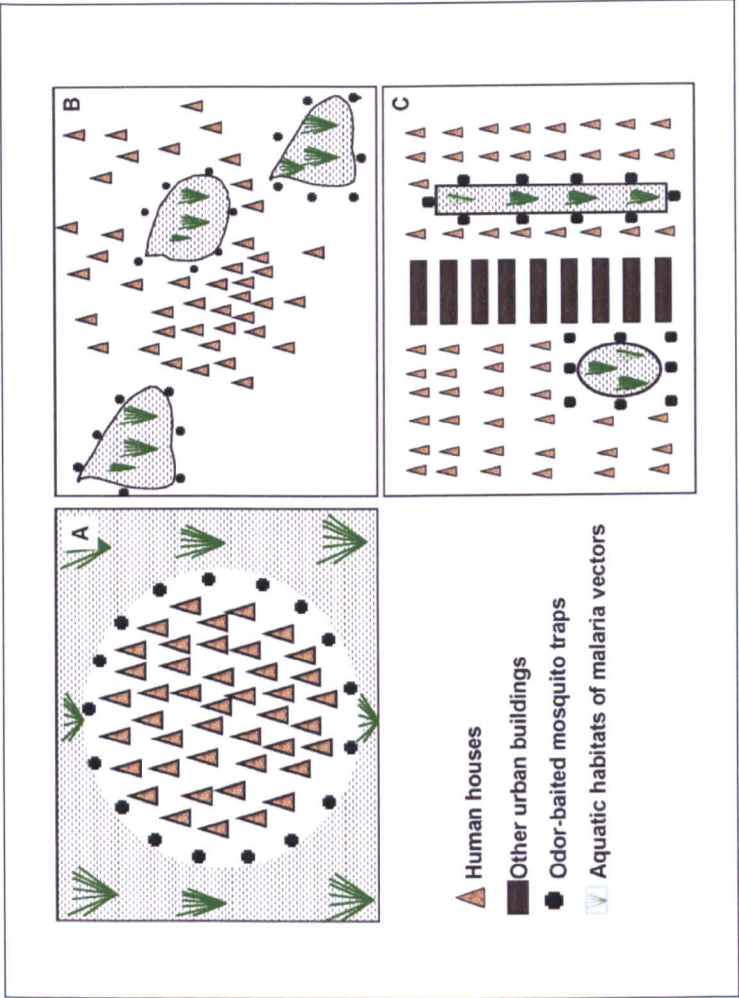 A
B
C
Human houses
Other urban buildings
Odor-baited mosquito traps
Aquatic habitats of malaria vectors